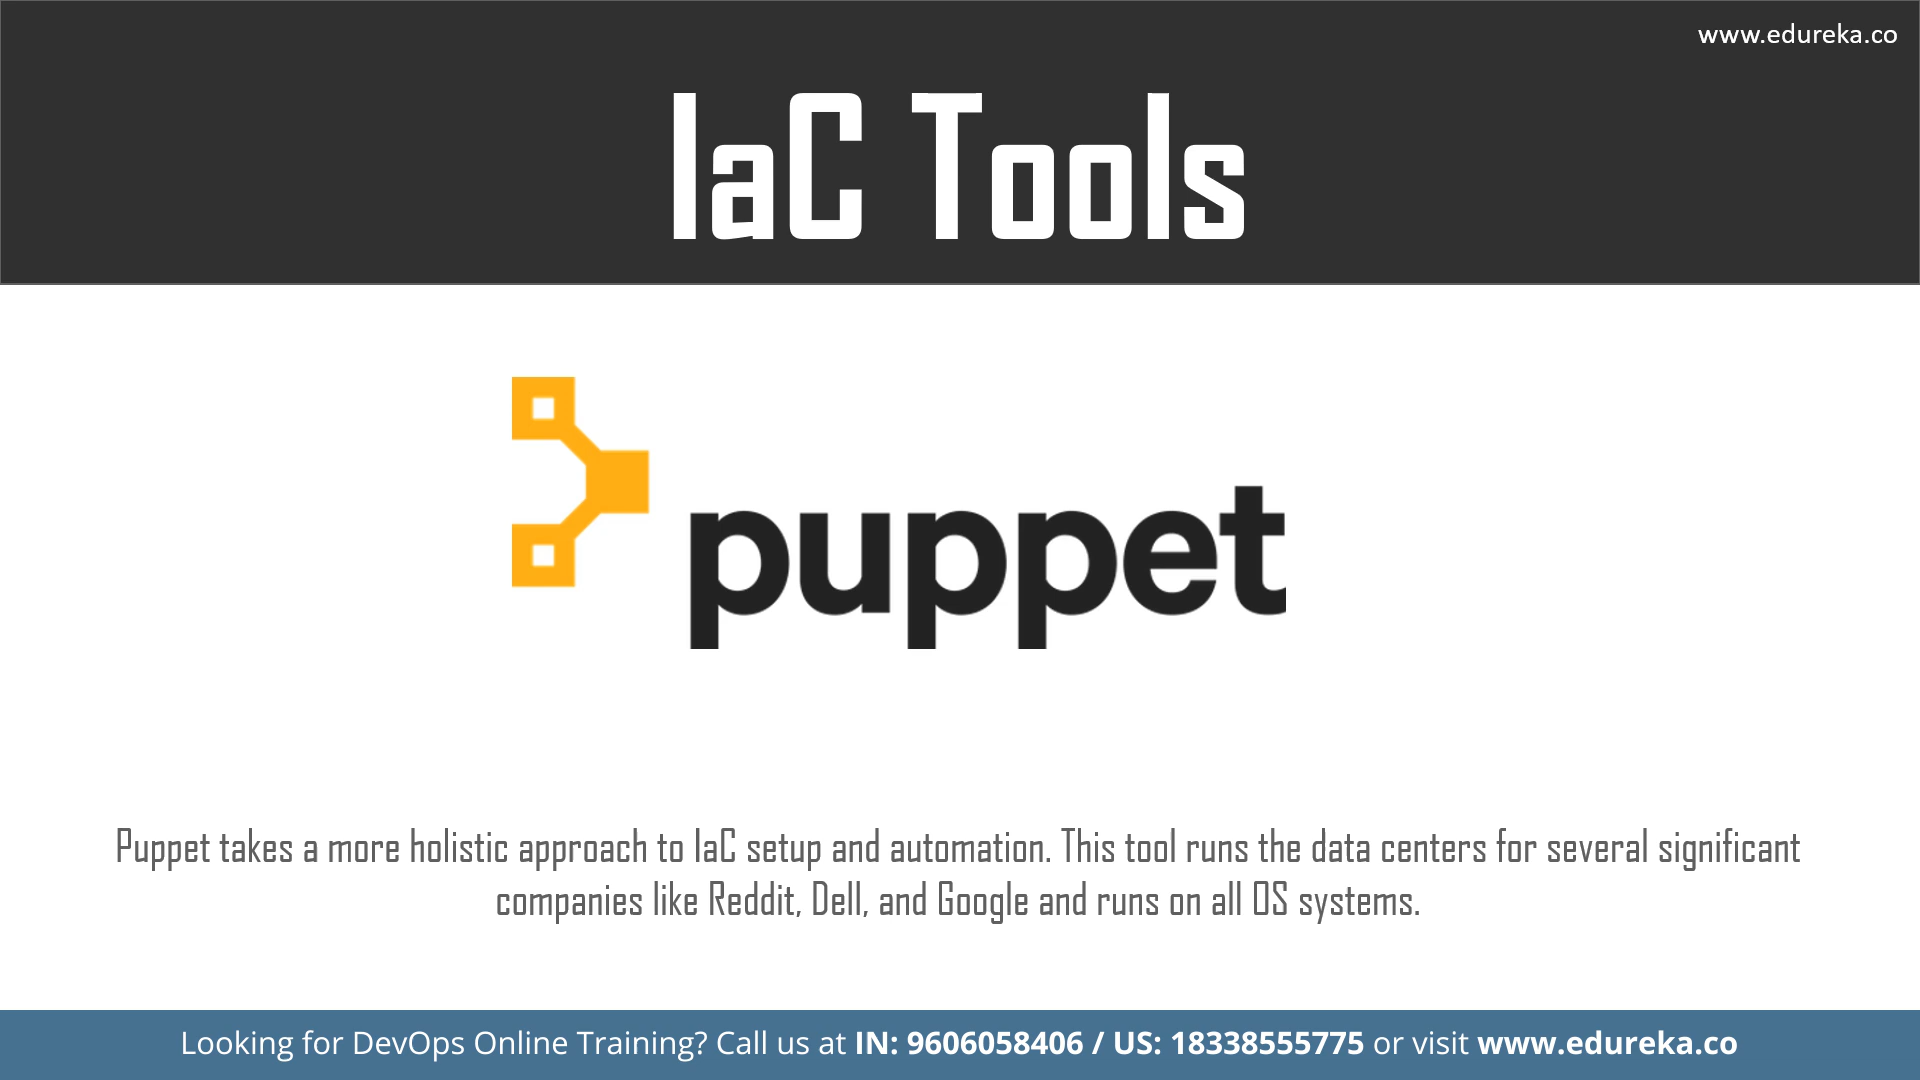 www.edureka.co
IaC Tools
puppet
Puppet takes a more holistic approach to IaC setup and automation. This tool runs the data centers for several significant
companies like Reddit, Dell, and Google and runs on all OS systems.
Looking for DevOps Online Training? Call us at IN: 9606058406 / US: 18338555775 or visit www.edureka.co